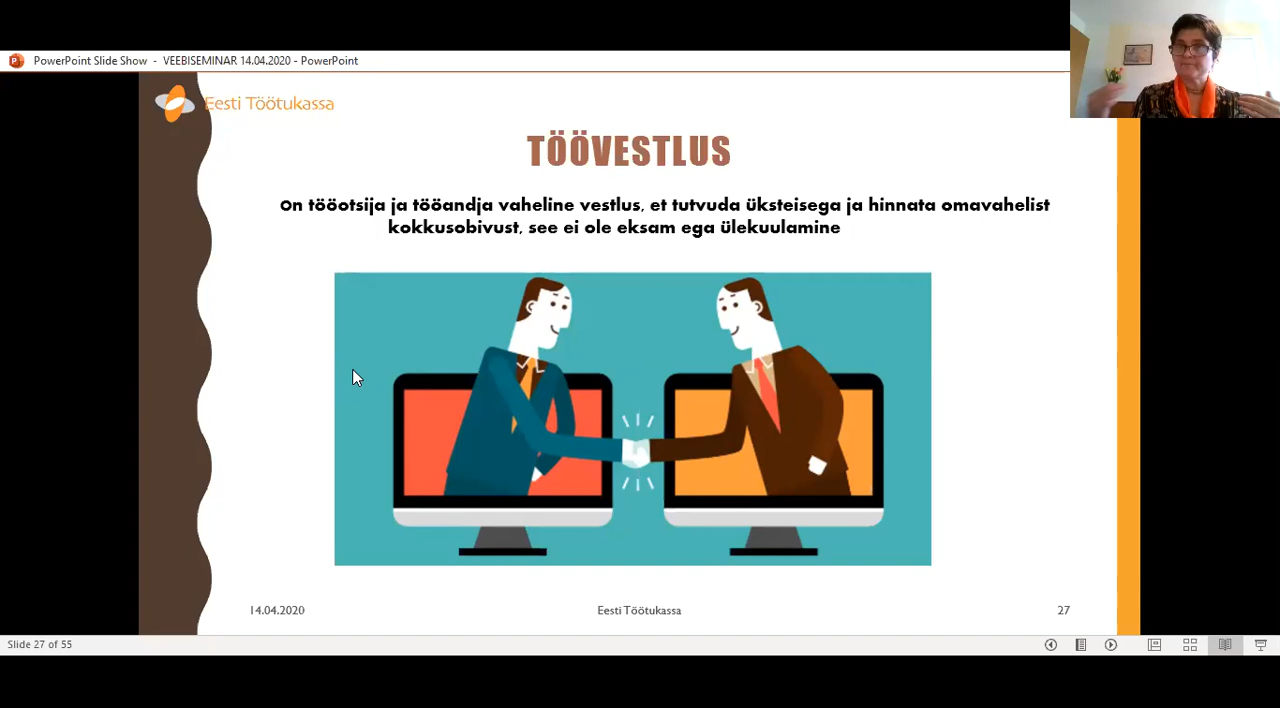 PowerPoint Slide Show - VEEBISEMINAR 14.04.2020 - PowerPoint
Eesti Töötukassa
TÖÖVESTLUS
On tööotsija ja tööandja vaheline vestlus, et tutvuda üksteisega ja hinnata omavahelist
kokkusobivust, see ei ole eksam ega ülekuulamine
14.04.2020
Eesti Töötukassa
27
Slide 27 of 55